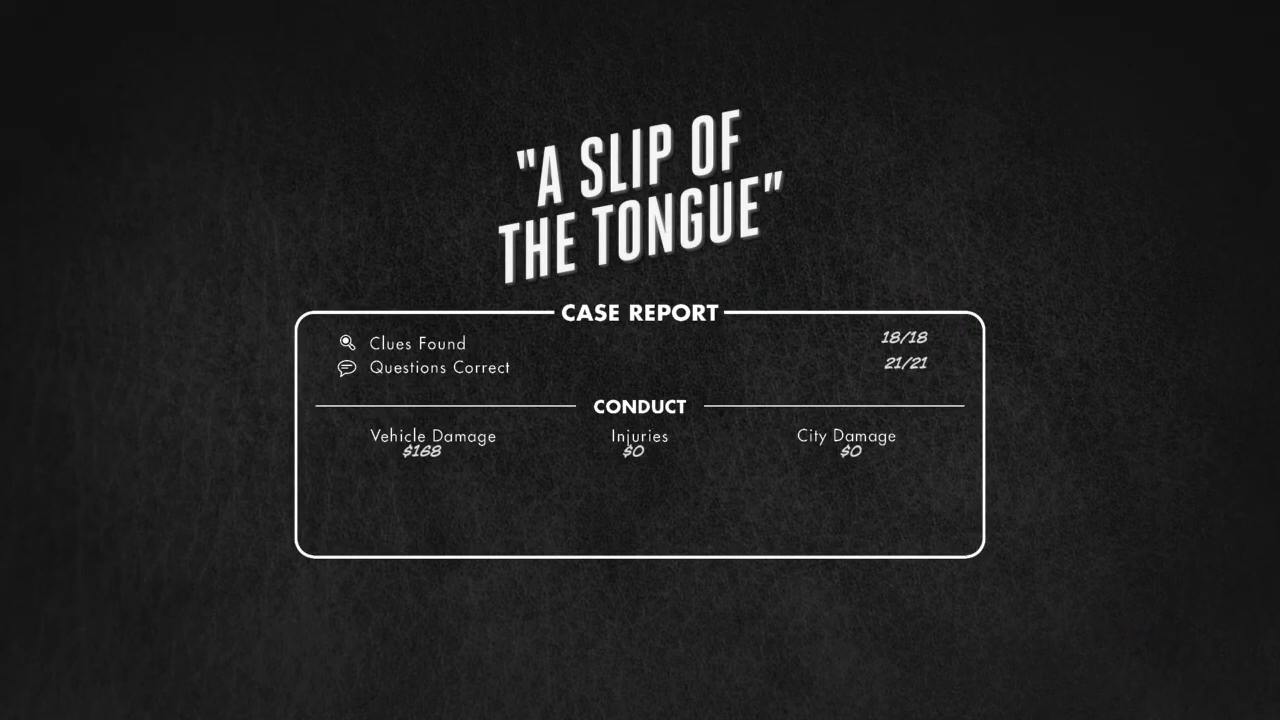 "A SLIP OF
THE TONGUE"
CASE REPORT
Clues Found 18/18
Questions Correct 21/21
CONDUCT
Vehicle Damage Injuries City Damage
$168 $0 $0